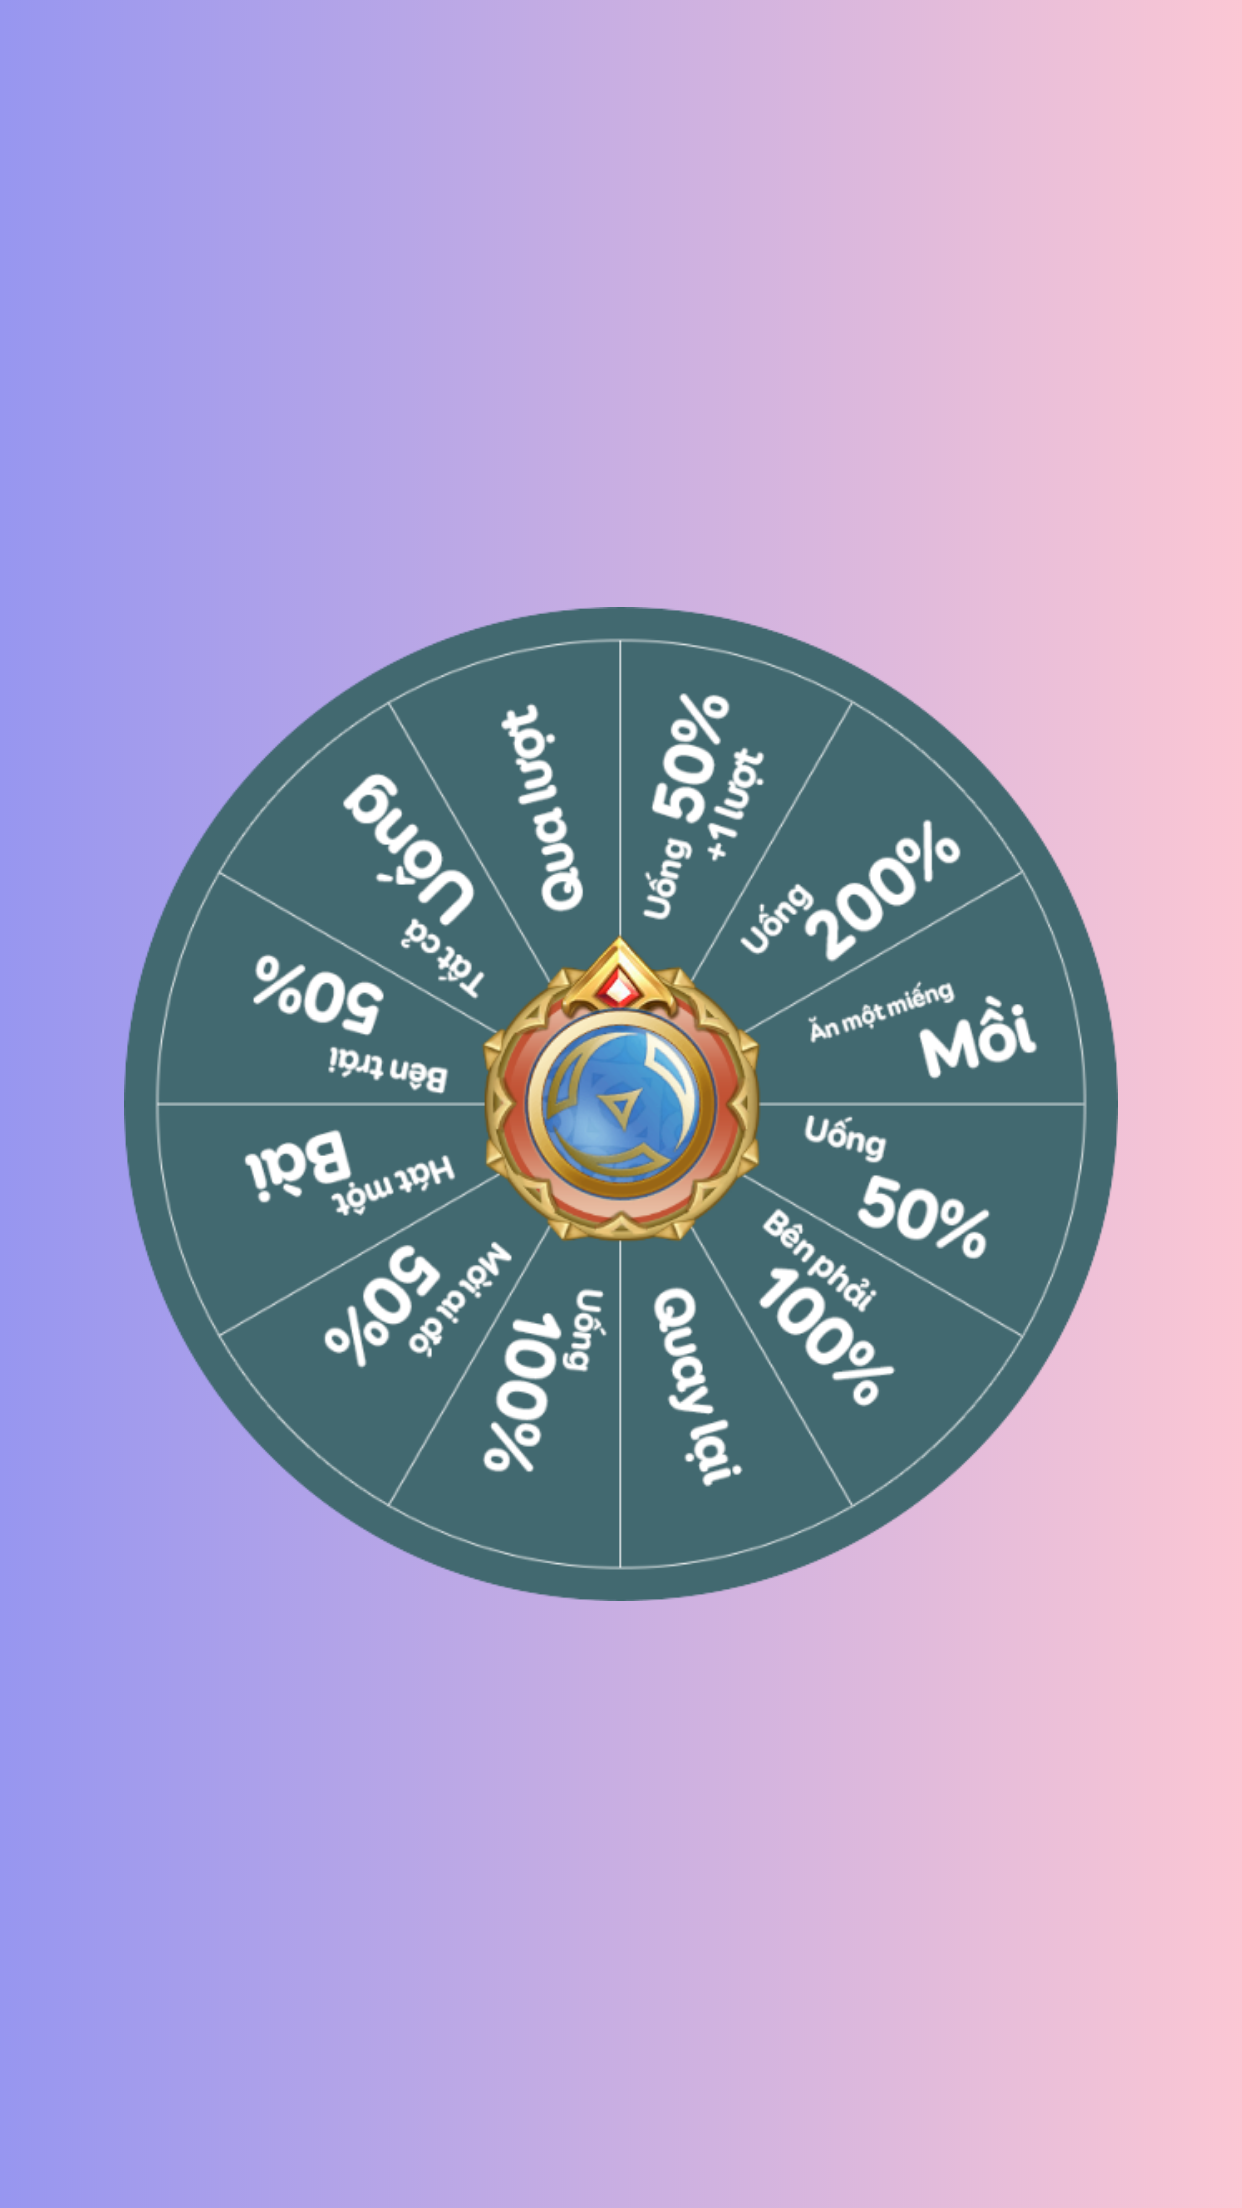 Uống 50%
+1 lượt
Uống
200%
Ăn một miếng
Mồi
Uống
50%
Bên phải
100%
Quay lại
Uống
100%
Mời ai đó
50%
Hát một
Bài
Bên trái
50%
Tất cả
Uống
Qua lượt